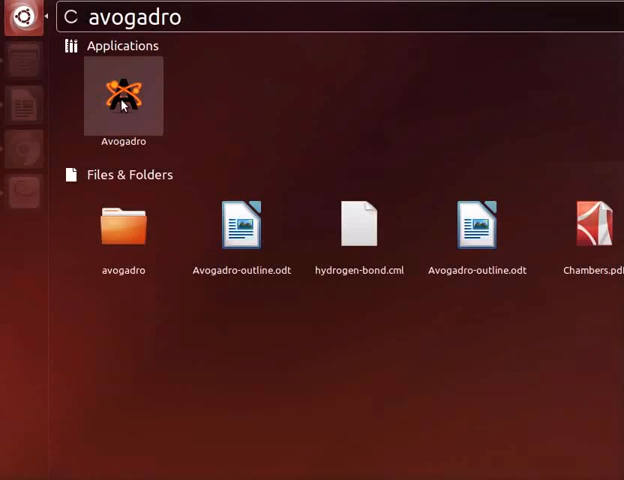 avogadro
Applications
Avogadro
Files & Folders
avogadro
Avogadro-outline.odt
hydrogen-bond.cml
Avogadro-outline.odt
Chambers.pdf